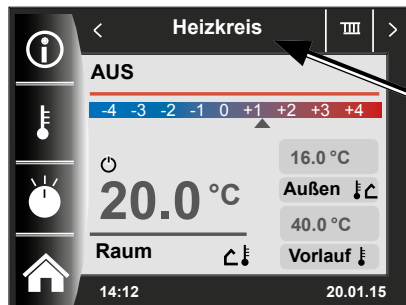 Heizkreis
AUS
-4 -3 -2 -1 0 +1 +2 +3 +4
16.0 °C
Außen
20.0 °C
40.0 °C
Raum
Vorlauf
14:12 20.01.15